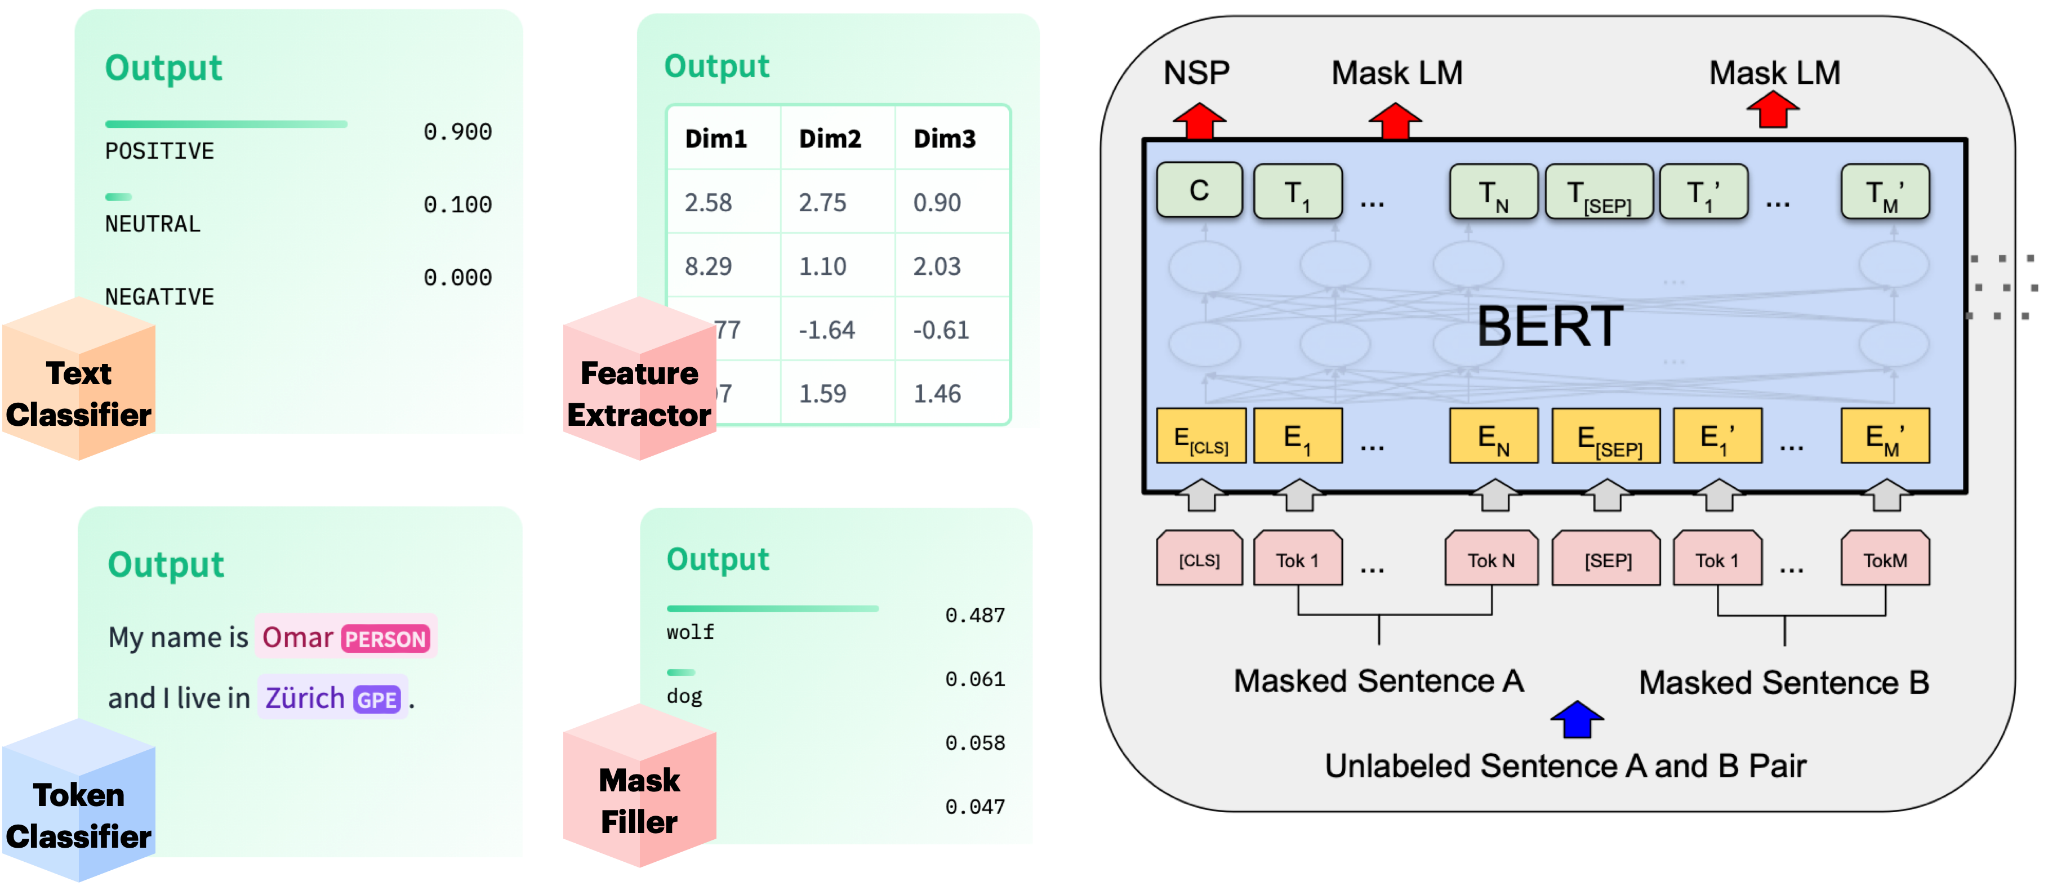 Output
POSITIVE 0.900
NEUTRAL 0.100
NEGATIVE 0.000
Text
Classifier
Output
Dim1 Dim2 Dim3
2.58 2.75 0.90
8.29 1.10 2.03
77 -1.64 -0.61
7 1.59 1.46
Feature
Extractor
Output
My name is Omar PERSON
and I live in Zürich GPE .
Token
Classifier
Output
wolf 0.487
dog 0.061
0.058
0.047
Mask
Filler
NSP Mask LM Mask LM
C T1 ... TN T[SEP] T1’ ... TM’
BERT
E[CLS] E1 ... EN E[SEP] E1’ ... EM’
[CLS] Tok 1 ... Tok N [SEP] Tok 1 ... TokM
Masked Sentence A Masked Sentence B
Unlabeled Sentence A and B Pair